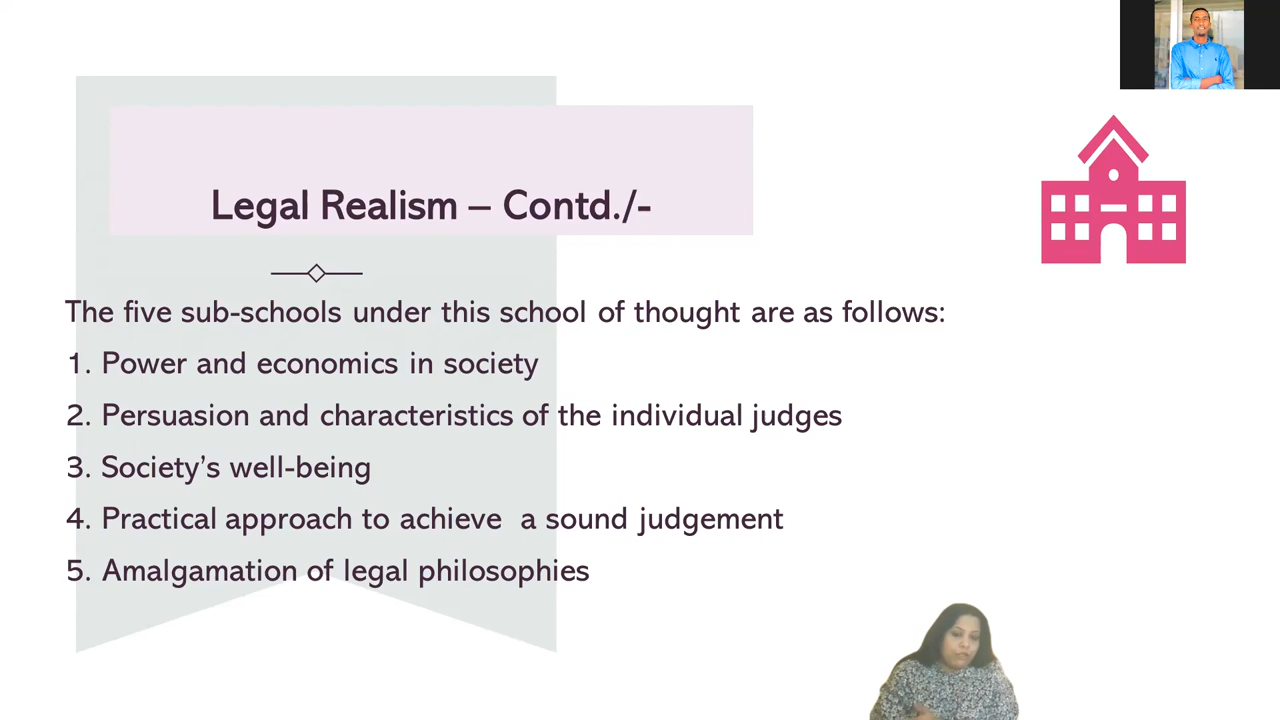 Legal Realism – Contd./-
The five sub-schools under this school of thought are as follows:
1. Power and economics in society
2. Persuasion and characteristics of the individual judges
3. Society’s well-being
4. Practical approach to achieve  a sound judgement
5. Amalgamation of legal philosophies